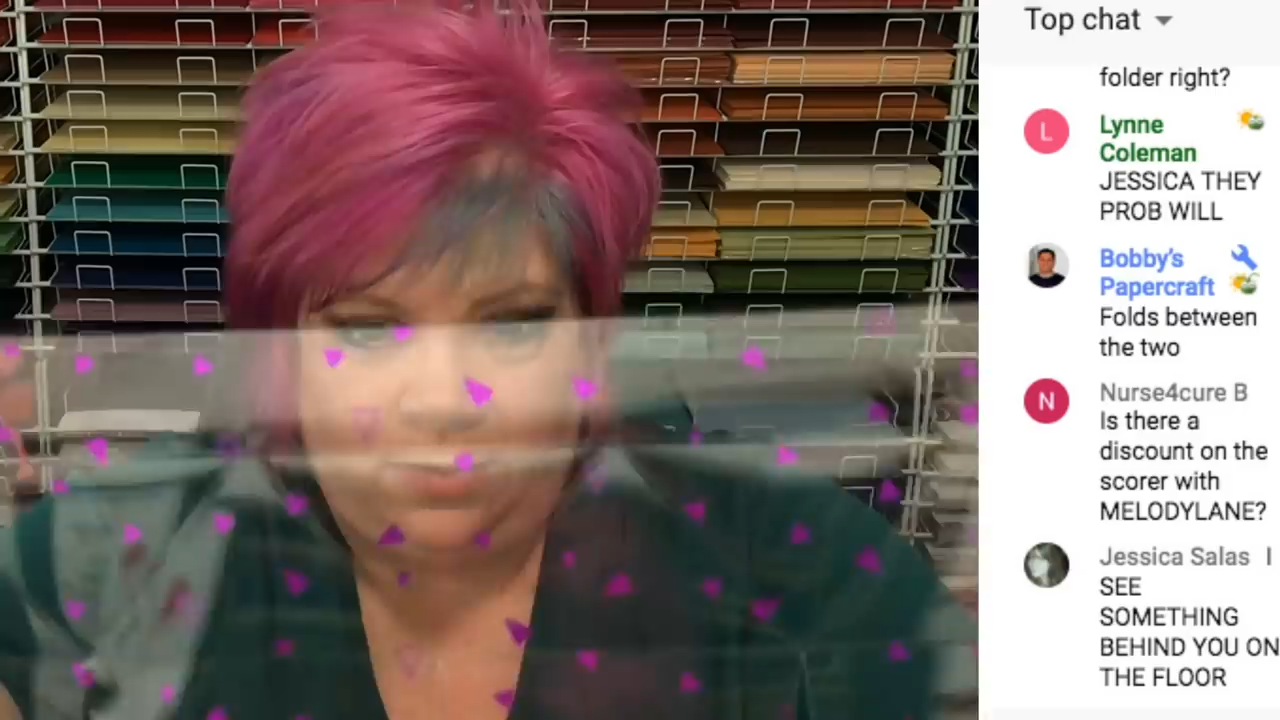 Top chat
folder right?
L
Lynne
Coleman
JESSICA THEY
PROB WILL
Bobby's
Papercraft
Folds between
the two
N
Nurse4cure B
Is there a
discount on the
scorer with
MELODYLANE?
Jessica Salas I
SEE
SOMETHING
BEHIND YOU ON
THE FLOOR